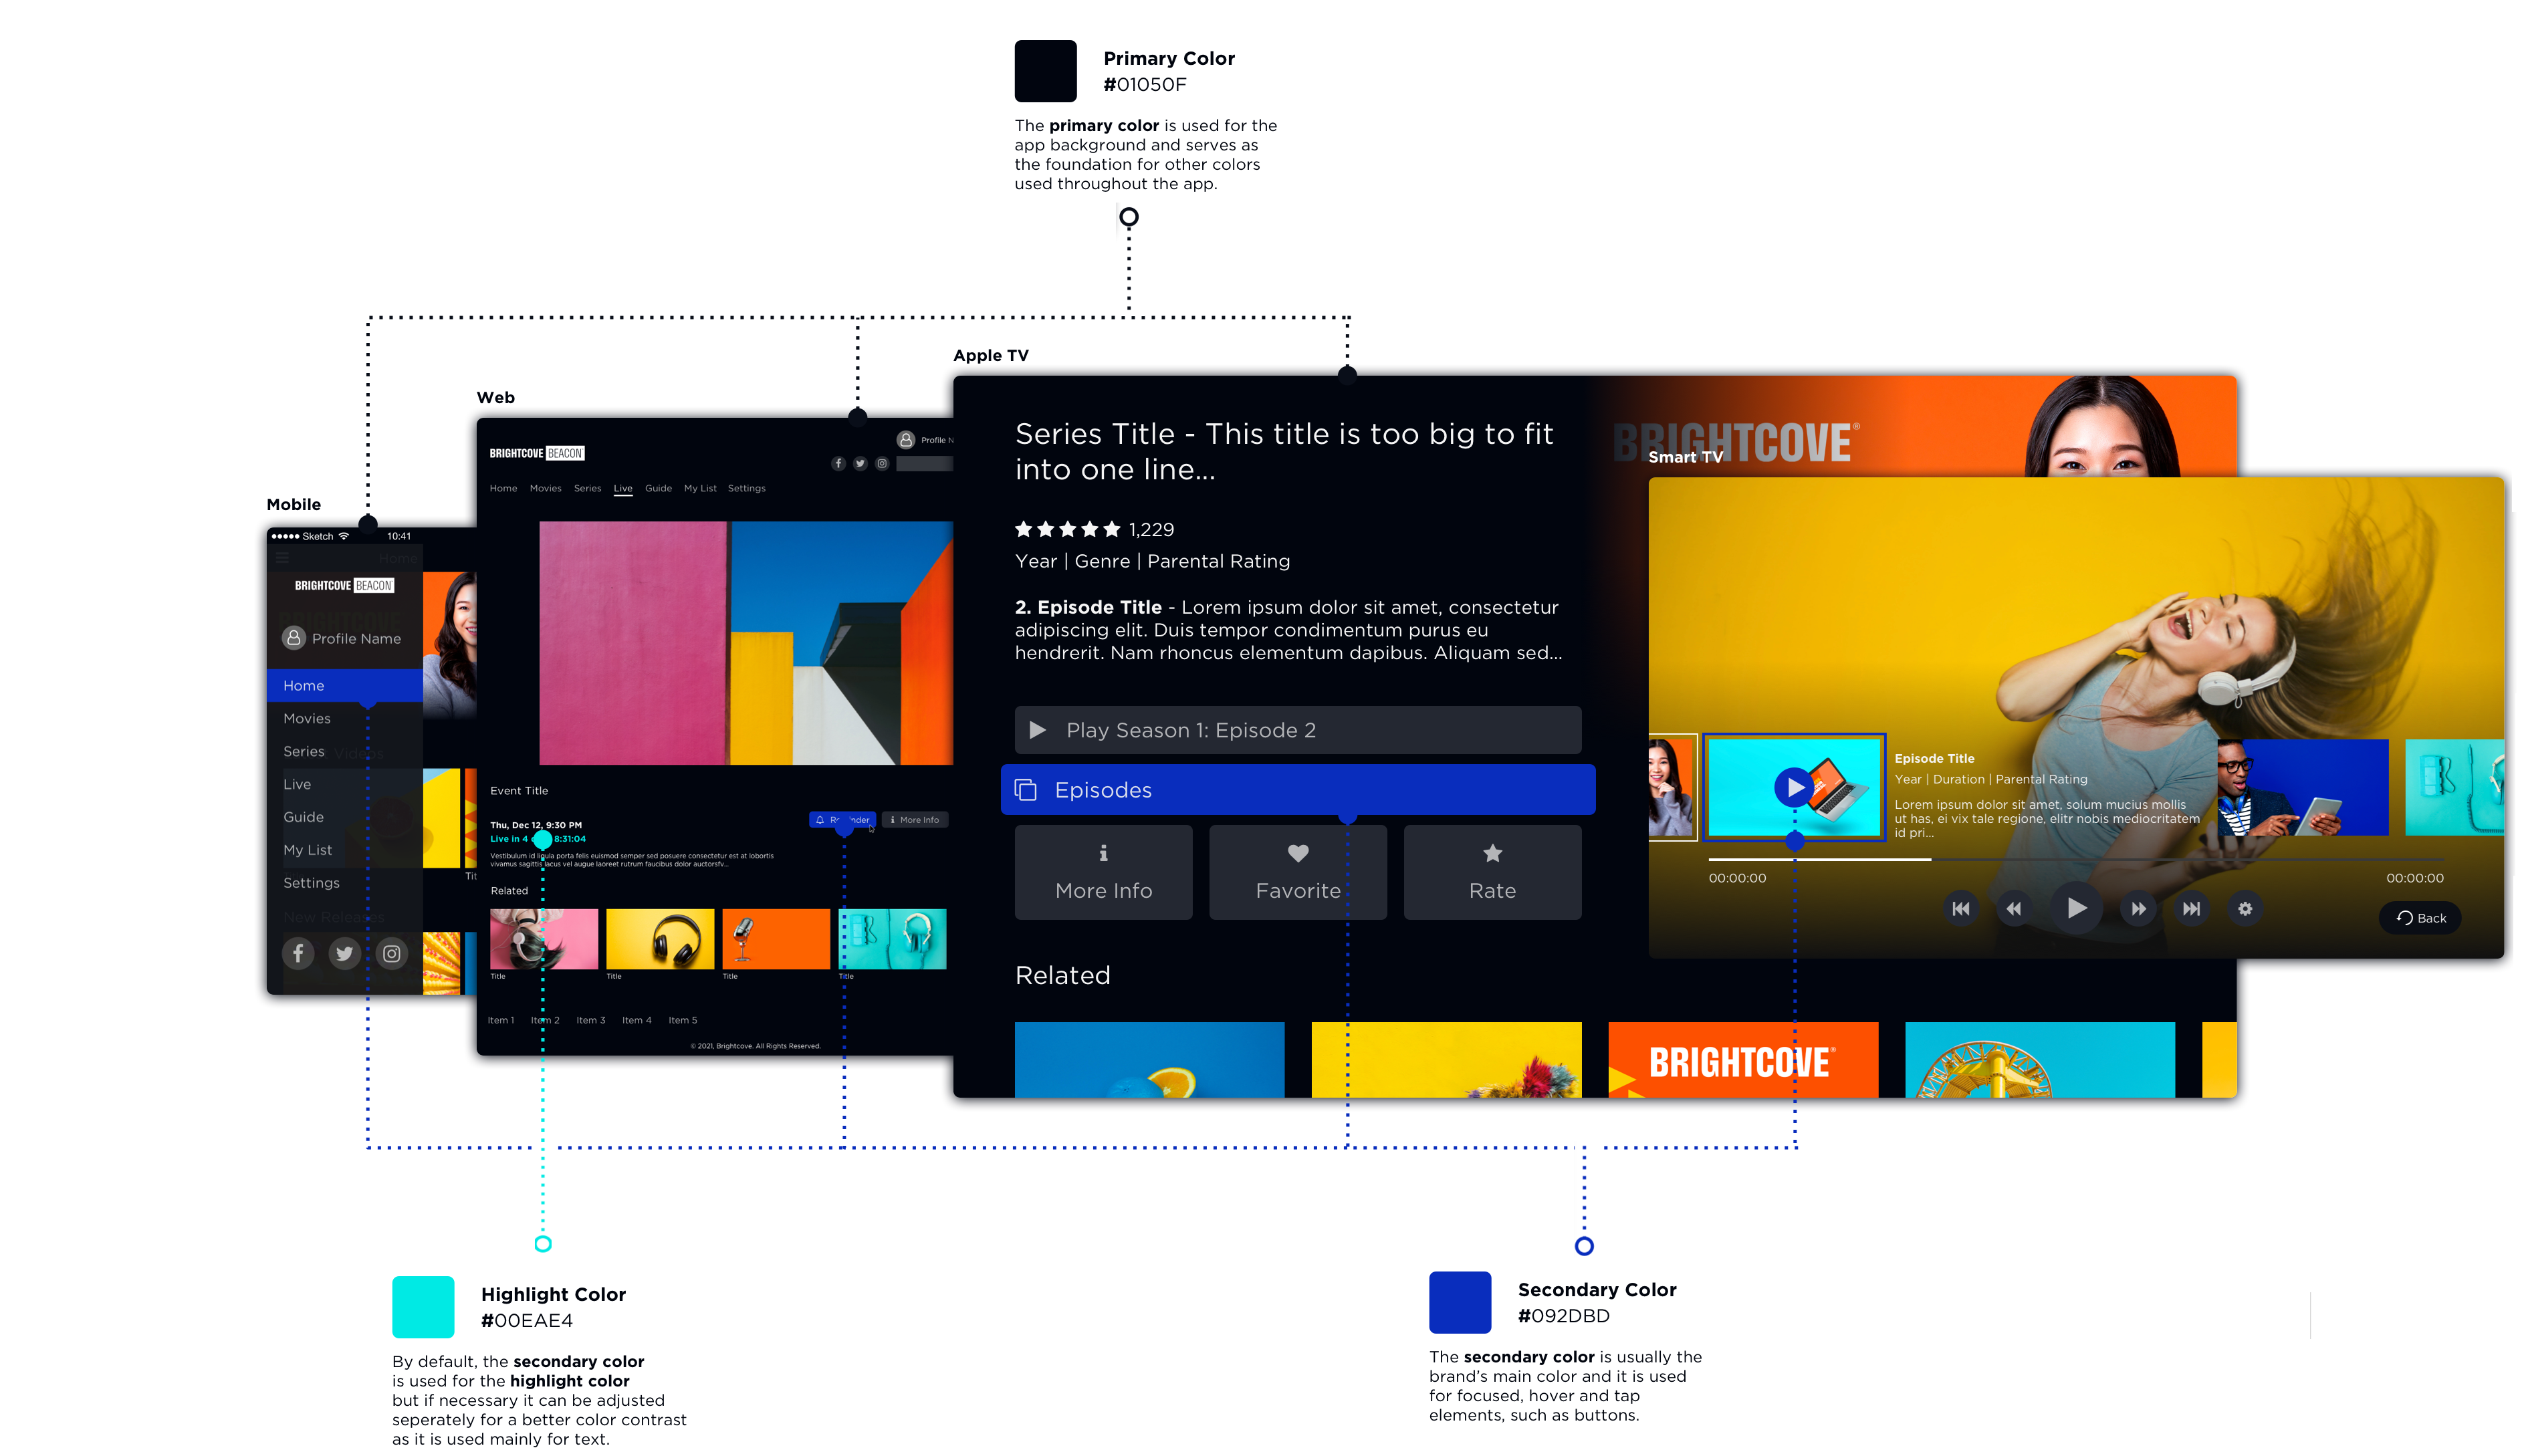 Primary Color
#01050F
The primary color is used for the
app background and serves as
the foundation for other colors
used throughout the app.
Apple TV
Web
Mobile
Sketch
10:41
Home
BRIGHTCOVE BEACON
Profile Name
Home
Movies
Series
Live
Guide
My List
Settings
New Releases
BRIGHTCOVE BEACON
Profile N
Home Movies Series Live Guide My List Settings
Event Title
Thu, Dec 12, 9:30 PM
Live in 4 8:31:04
More Info
Vestibulum id ligula porta felis euismod semper sed posuere consectetur est at lobortis
vivamus sagittis lacus vel augue laoreet rutrum faucibus dolor auctorsfv...
Related
Title Title Title Title
Item 1 Item 2 Item 3 Item 4 Item 5
© 2021, Brightcove. All Rights Reserved.
Series Title - This title is too big to fit
into one line...
1,229
Year | Genre | Parental Rating
2. Episode Title - Lorem ipsum dolor sit amet, consectetur
adipiscing elit. Duis tempor condimentum purus eu
hendrerit. Nam rhoncus elementum dapibus. Aliquam sed...
Play Season 1: Episode 2
Episodes
More Info
Favorite
Rate
Related
BRIGHTCOVE®
BRIGHTCOVE®
Smart TV
Episode Title
Year | Duration | Parental Rating
Lorem ipsum dolor sit amet, solum mucius mollis
ut has, ei vix tale regione, elitr nobis mediocritatem
id pri...
00:00:00
00:00:00
Back
Highlight Color
#00EAE4
By default, the secondary color
is used for the highlight color
but if necessary it can be adjusted
seperately for a better color contrast
as it is used mainly for text.
Secondary Color
#092DBD
The secondary color is usually the
brand's main color and it is used
for focused, hover and tap
elements, such as buttons.